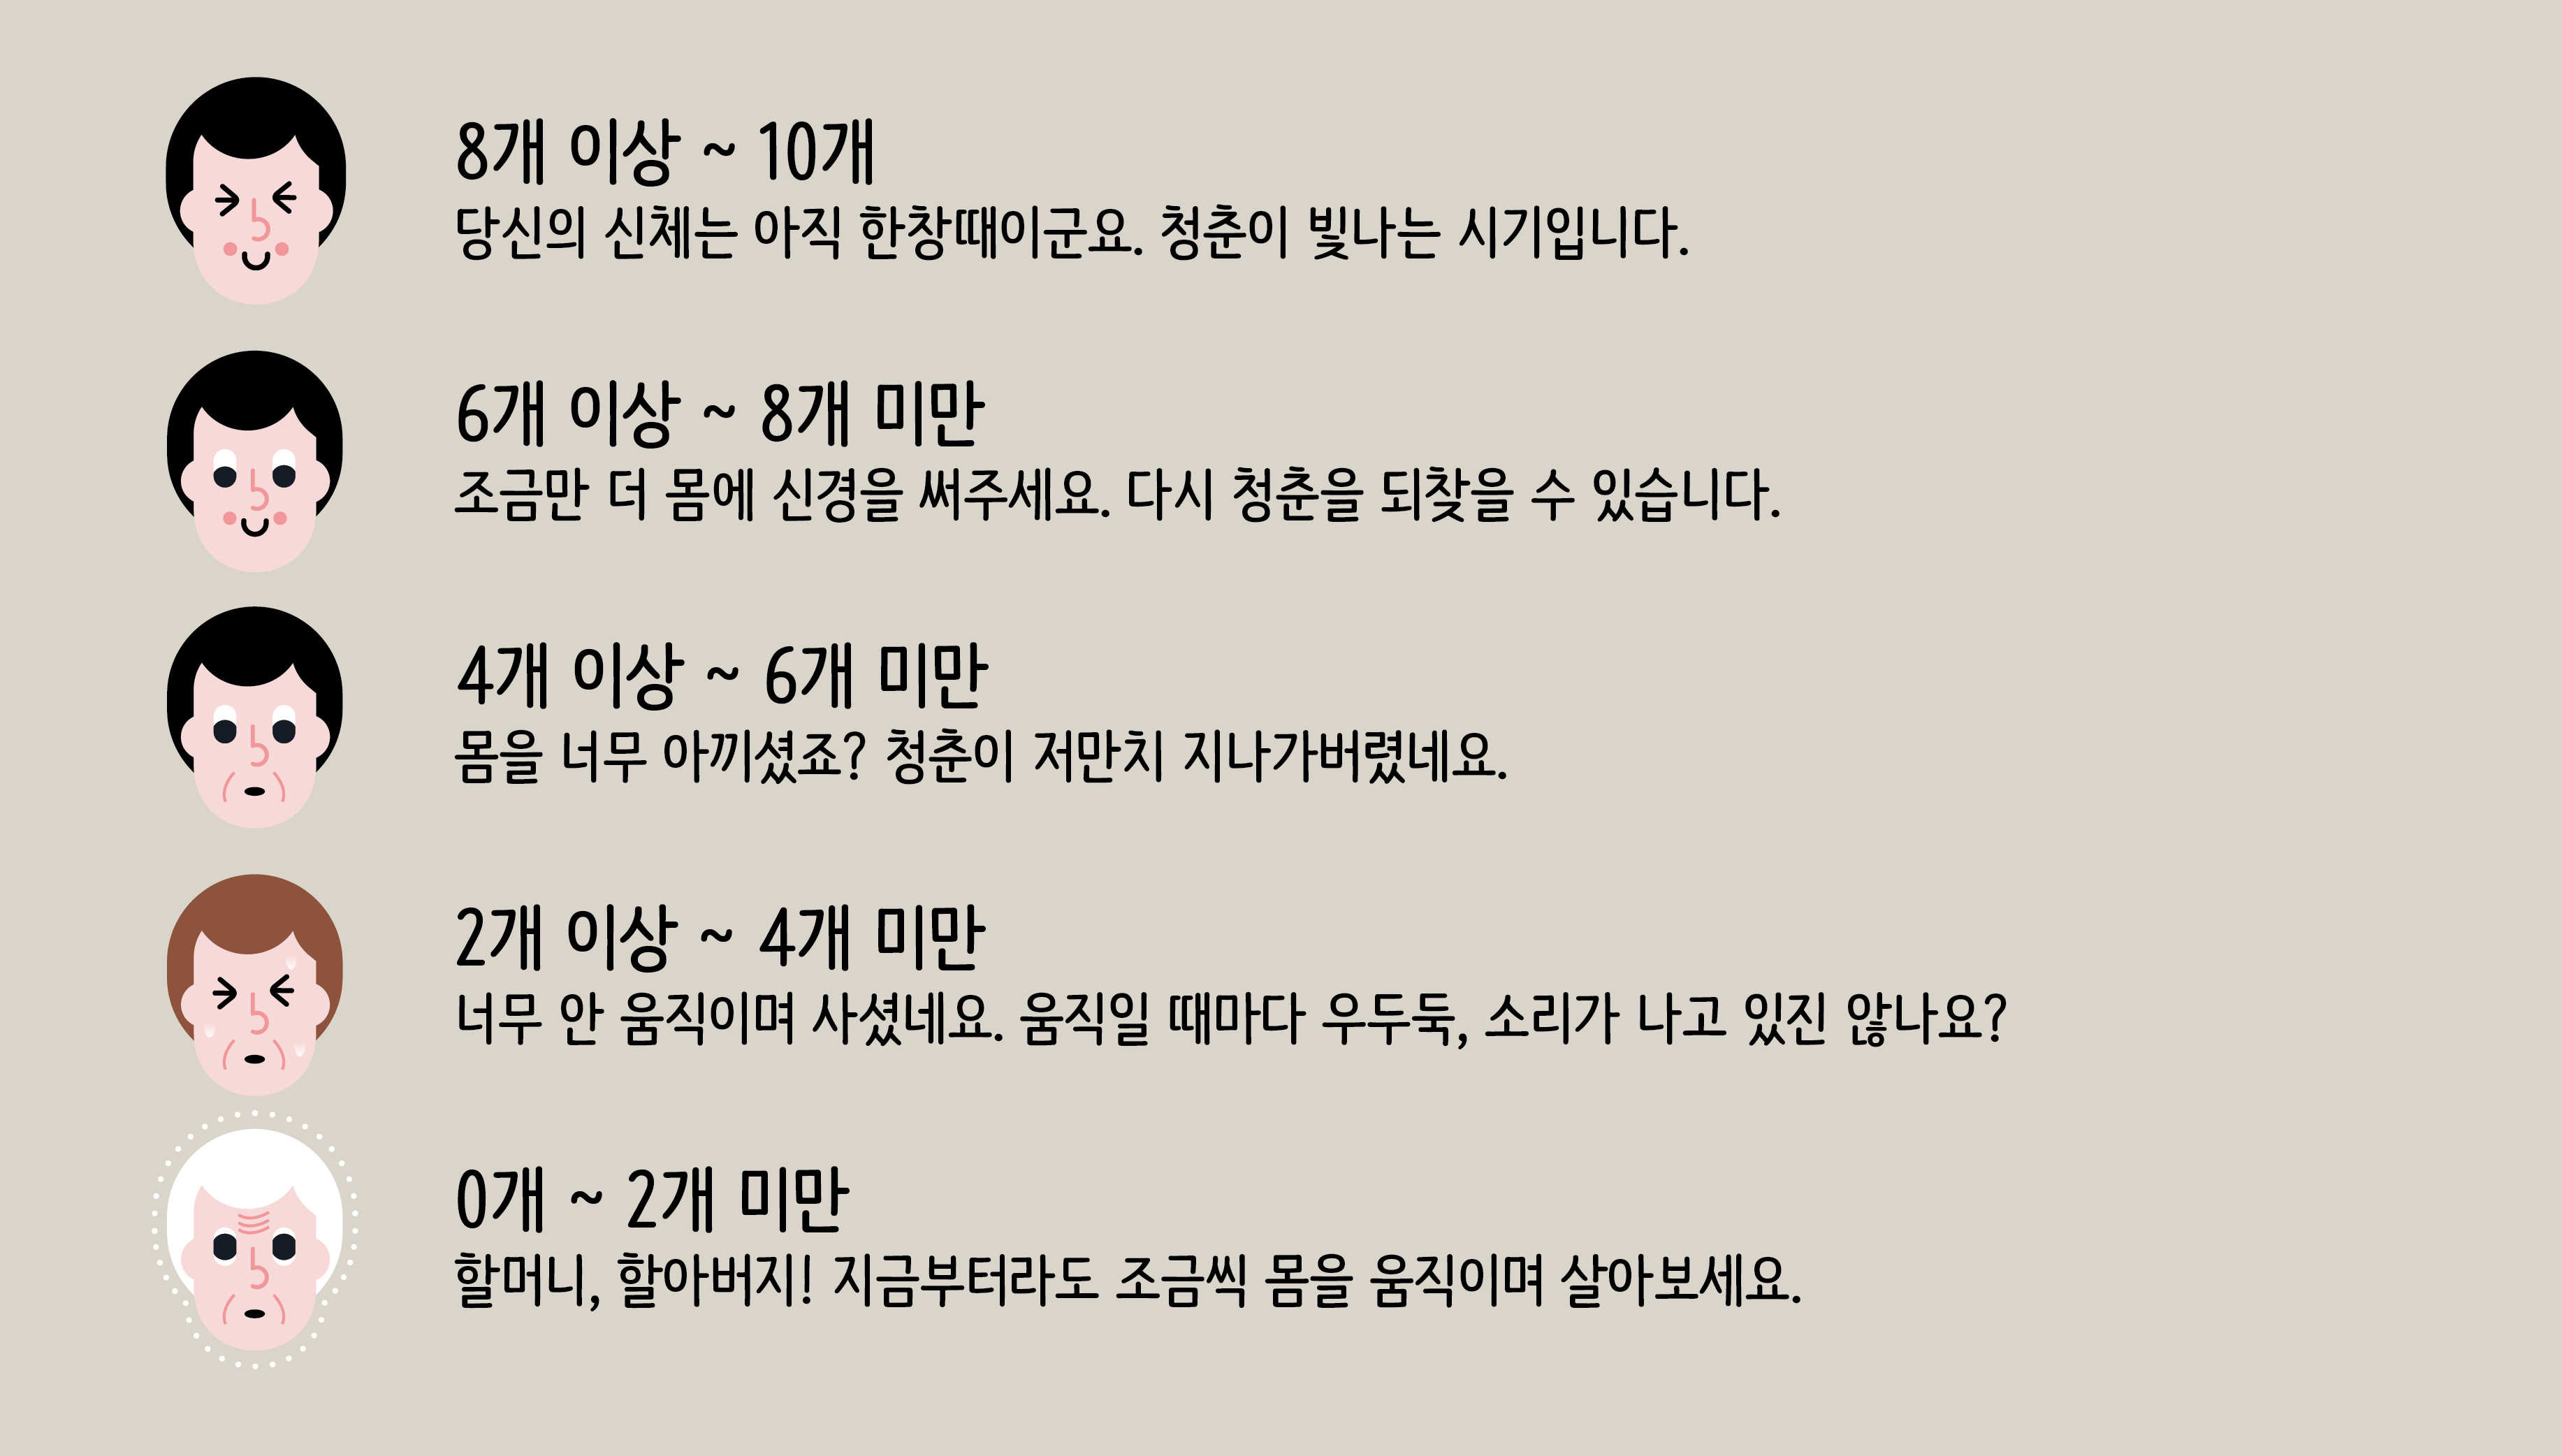 8개 이상 ~ 10개
당신의 신체는 아직 한창때이군요. 청춘이 빛나는 시기입니다.
6개 이상 ~ 8개 미만
조금만 더 몸에 신경을 써주세요. 다시 청춘을 되찾을 수 있습니다.
4개 이상 ~ 6개 미만
몸을 너무 아끼셨죠? 청춘이 저만치 지나가버렸네요.
2개 이상 ~ 4개 미만
너무 안 움직이며 사셨네요. 움직일 때마다 우두둑, 소리가 나고 있진 않나요?
0개 ~ 2개 미만
할머니, 할아버지! 지금부터라도 조금씩 몸을 움직이며 살아보세요.